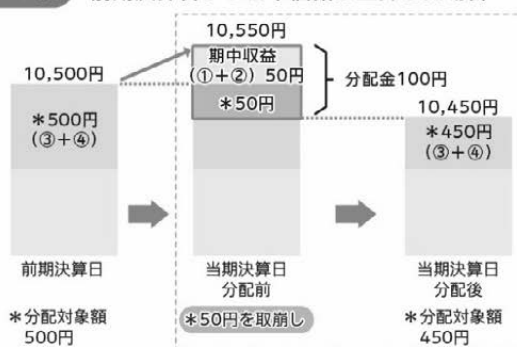 10,550円
期中収益
(①+②) 50円
*50円
分配金100円
10,500円
*500円
(③+④)
10,450円
*450円
(③+④)
前期決算日
当期決算日
分配前
当期決算日
分配後
*分配対象額
500円
*50円を取崩し
*分配対象額
450円